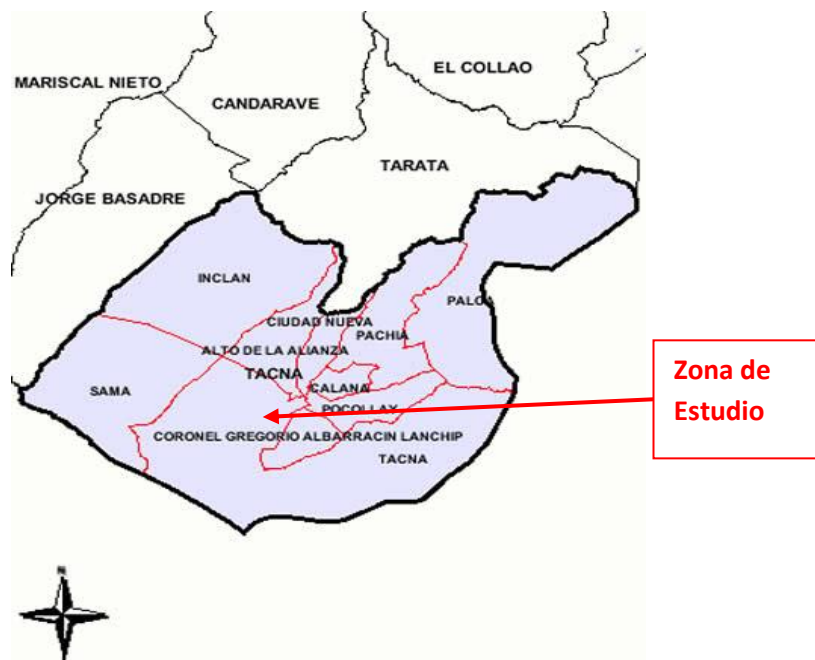 EL COLLAO
MARISCAL NIETO
CANDARAVE
TARATA
JORGE BASADRE
INCLAN
PALCA
CIUDAD NUEVA
PACHIA
ALTO DE LA ALIANZA
TACNA
CALANA
SAMA
POCOLLAY
CORONEL GREGORIO ALBARRACIN LANCHIP
TACNA
Zona de
Estudio
N